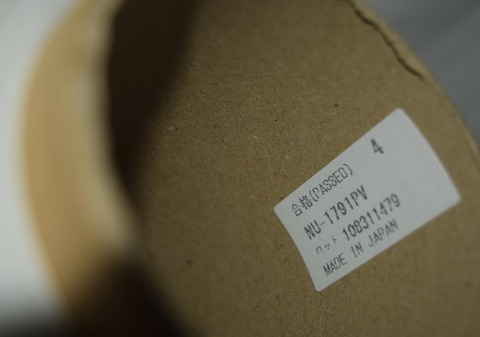 合格(PASSED) 4
NU-1791PV
ロット 108311479
MADE IN JAPAN